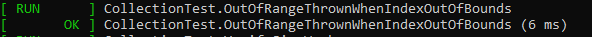 [ RUN      ] CollectionTest.OutOfRangeThrownWhenIndexOutOfBounds
[       OK ] CollectionTest.OutOfRangeThrownWhenIndexOutOfBounds (6 ms)